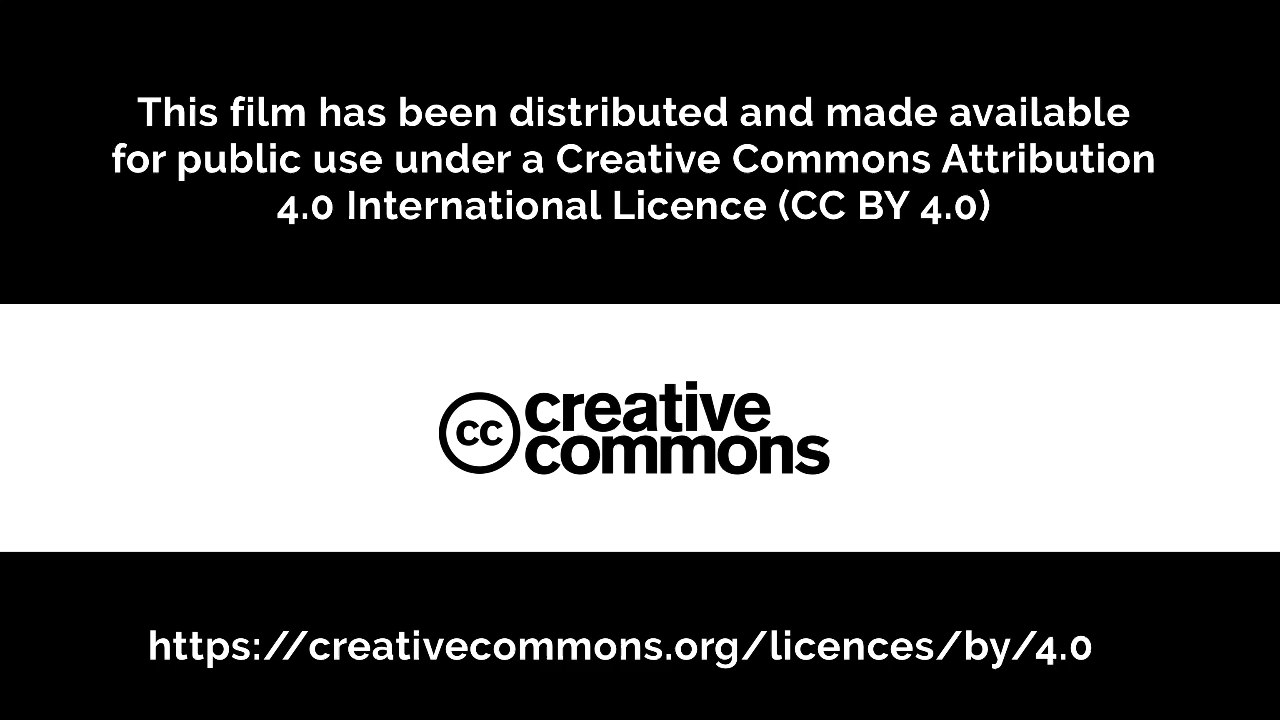 This film has been distributed and made available
for public use under a Creative Commons Attribution
4.0 International Licence (CC BY 4.0)
cc creative
commons
https://creativecommons.org/licences/by/4.0